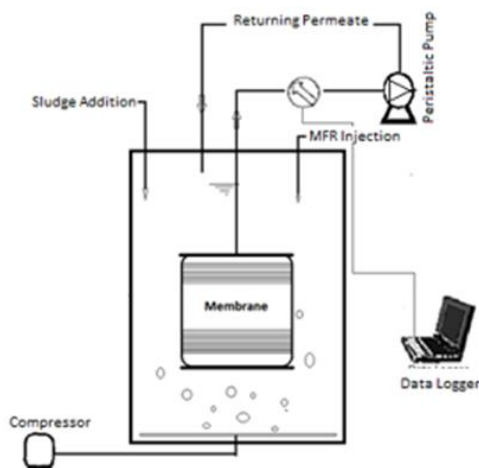 Returning Permeate
Peristaltic Pump
Sludge Addition
MFR Injection
Membrane
Data Logger
Compressor